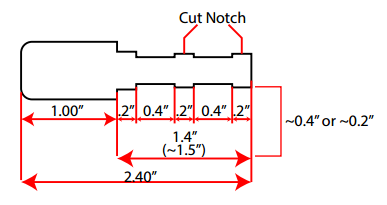 Cut Notch
1.00” .2” 0.4” .2” 0.4” .2”
~0.4” or ~0.2”
1.4”
(~1.5”)
2.40”